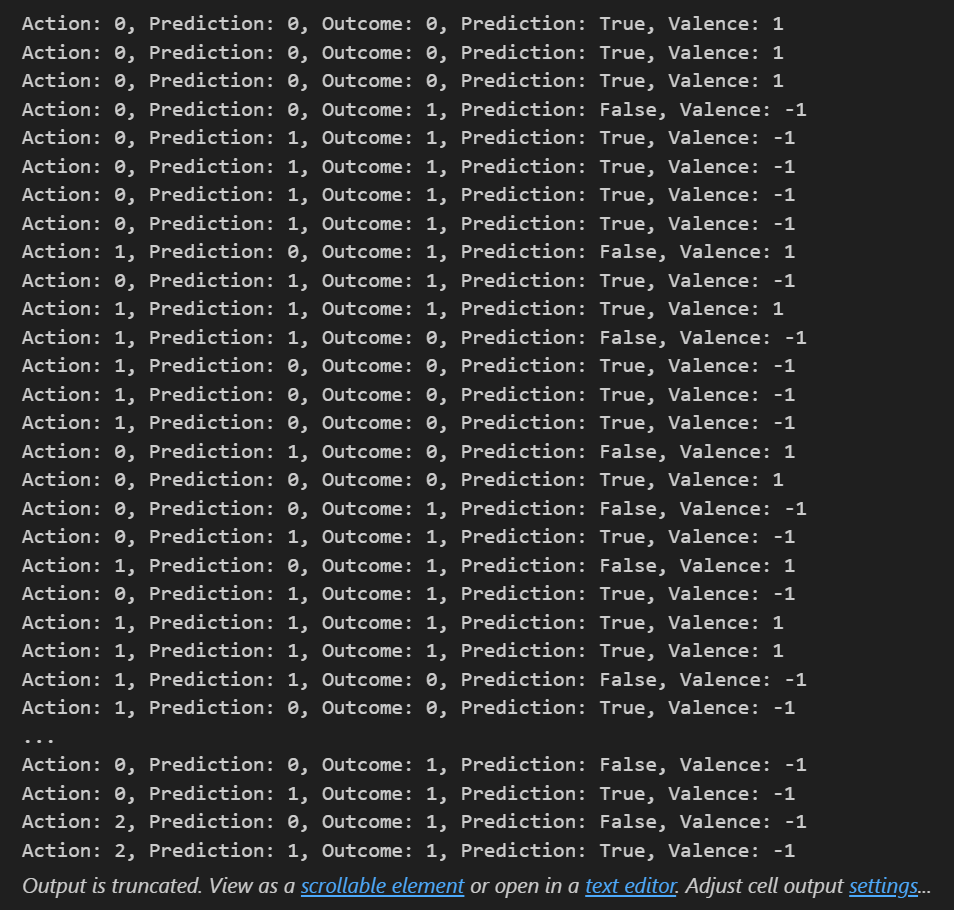 Action: 0, Prediction: 0, Outcome: 0, Prediction: True, Valence: 1
Action: 0, Prediction: 0, Outcome: 0, Prediction: True, Valence: 1
Action: 0, Prediction: 0, Outcome: 0, Prediction: True, Valence: 1
Action: 0, Prediction: 0, Outcome: 1, Prediction: False, Valence: -1
Action: 0, Prediction: 1, Outcome: 1, Prediction: True, Valence: -1
Action: 0, Prediction: 1, Outcome: 1, Prediction: True, Valence: -1
Action: 0, Prediction: 1, Outcome: 1, Prediction: True, Valence: -1
Action: 0, Prediction: 1, Outcome: 1, Prediction: True, Valence: -1
Action: 1, Prediction: 0, Outcome: 1, Prediction: False, Valence: 1
Action: 0, Prediction: 1, Outcome: 1, Prediction: True, Valence: -1
Action: 1, Prediction: 1, Outcome: 1, Prediction: True, Valence: 1
Action: 1, Prediction: 1, Outcome: 0, Prediction: False, Valence: -1
Action: 1, Prediction: 0, Outcome: 0, Prediction: True, Valence: -1
Action: 1, Prediction: 0, Outcome: 0, Prediction: True, Valence: -1
Action: 1, Prediction: 0, Outcome: 0, Prediction: True, Valence: -1
Action: 0, Prediction: 1, Outcome: 0, Prediction: False, Valence: 1
Action: 0, Prediction: 0, Outcome: 0, Prediction: True, Valence: 1
Action: 0, Prediction: 0, Outcome: 1, Prediction: False, Valence: -1
Action: 0, Prediction: 1, Outcome: 1, Prediction: True, Valence: -1
Action: 1, Prediction: 0, Outcome: 1, Prediction: False, Valence: 1
Action: 0, Prediction: 1, Outcome: 1, Prediction: True, Valence: -1
Action: 1, Prediction: 1, Outcome: 1, Prediction: True, Valence: 1
Action: 1, Prediction: 1, Outcome: 1, Prediction: True, Valence: 1
Action: 1, Prediction: 1, Outcome: 0, Prediction: False, Valence: -1
Action: 1, Prediction: 0, Outcome: 0, Prediction: True, Valence: -1
...
Action: 0, Prediction: 0, Outcome: 1, Prediction: False, Valence: -1
Action: 0, Prediction: 1, Outcome: 1, Prediction: True, Valence: -1
Action: 2, Prediction: 0, Outcome: 1, Prediction: False, Valence: -1
Action: 2, Prediction: 1, Outcome: 1, Prediction: True, Valence: -1
Output is truncated. View as a scrollable element or open in a text editor. Adjust cell output settings...